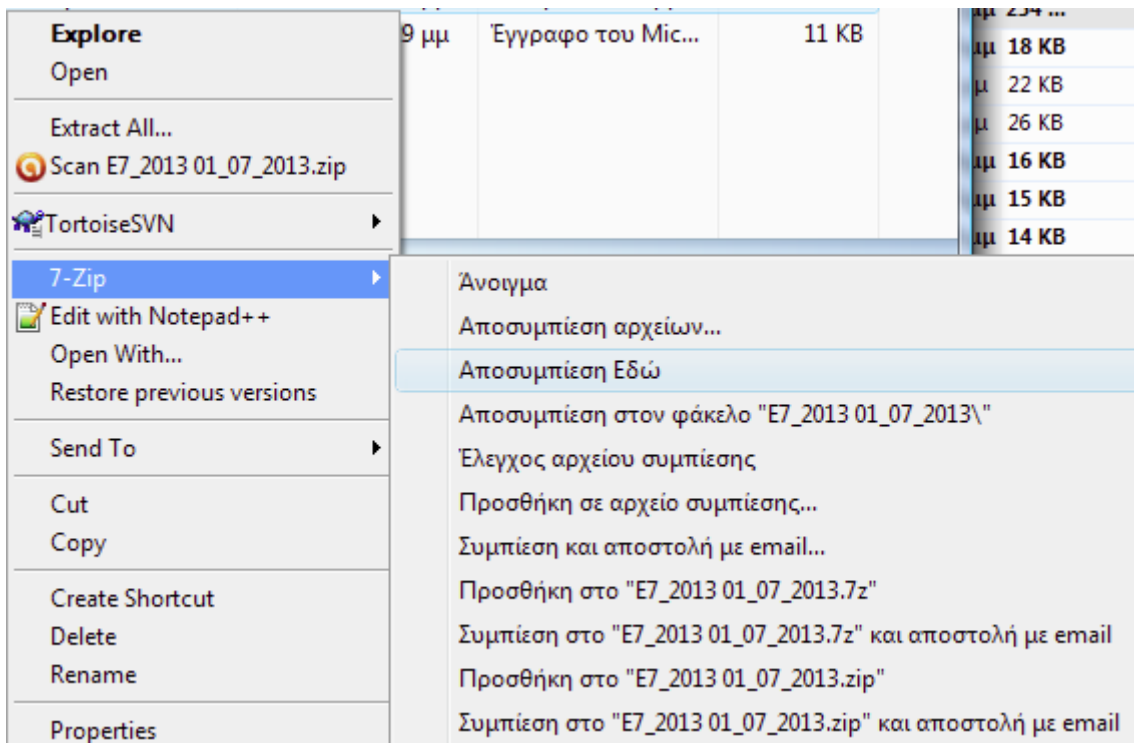 Explore
Open
Extract All...
Scan E7_2013 01_07_2013.zip
TortoiseSVN
7-Zip
Edit with Notepad++
Open With...
Restore previous versions
Send To
Cut
Copy
Create Shortcut
Delete
Rename
Properties
9 μμ Έγγραφο του Mic... 11 KB
μμ 234 ...
μμ 18 KB
μ 22 KB
μ 26 KB
μμ 16 KB
μμ 15 KB
μμ 14 KB
Άνοιγμα
Αποσυμπίεση αρχείων...
Αποσυμπίεση Εδώ
Αποσυμπίεση στον φάκελο "E7_2013 01_07_2013\"
Έλεγχος αρχείου συμπίεσης
Προσθήκη σε αρχείο συμπίεσης...
Συμπίεση και αποστολή με email...
Προσθήκη στο "E7_2013 01_07_2013.7z"
Συμπίεση στο "E7_2013 01_07_2013.7z" και αποστολή με email
Προσθήκη στο "E7_2013 01_07_2013.zip"
Συμπίεση στο "E7_2013 01_07_2013.zip" και αποστολή με email